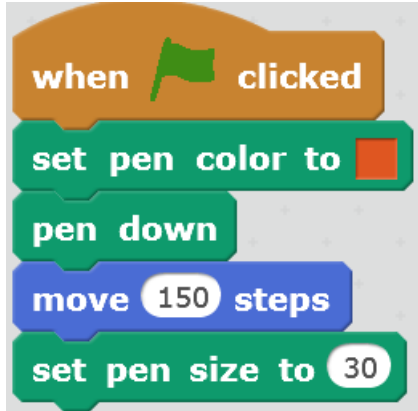 when clicked
set pen color to
pen down
move 150 steps
set pen size to 30